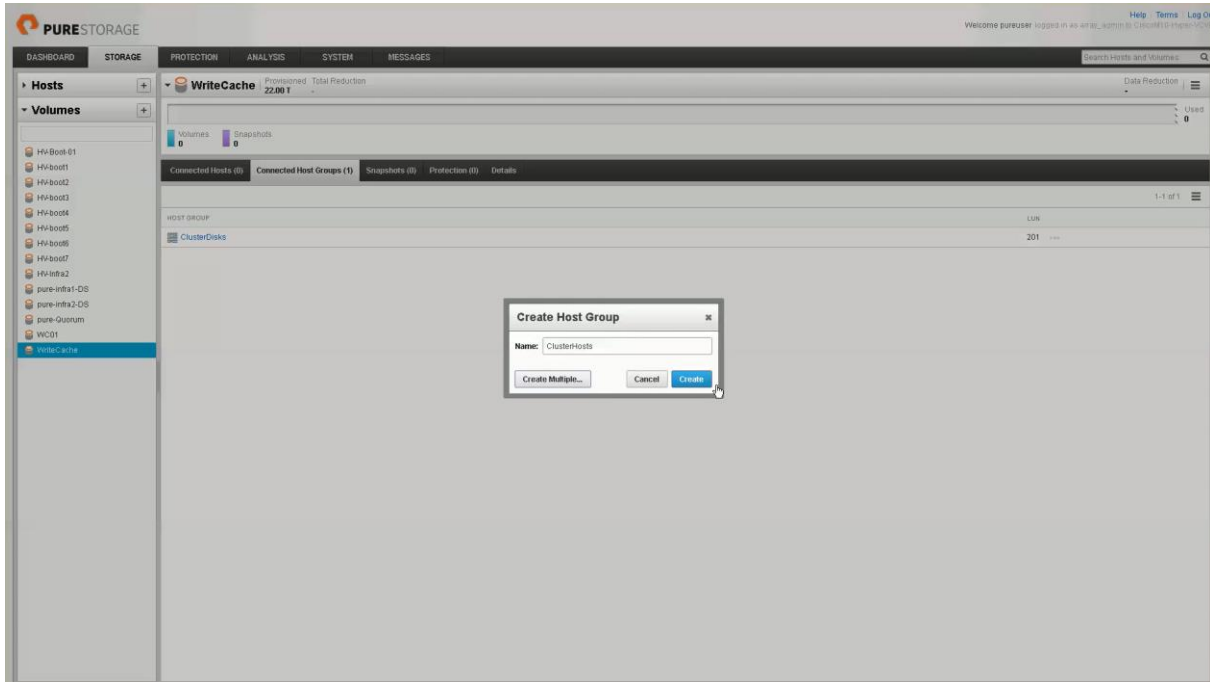 PURESTORAGE
Help Terms Log O
Welcome pureuser logged in as array_admin
DASHBOARD STORAGE PROTECTION ANALYSIS SYSTEM MESSAGES
Search Hosts and Volumes
Hosts
WriteCache Provisioned 22.00 T Total Reduction -
Data Reduction -
Volumes
Used 0
Volumes 0
Snapshots 0
HV-Boot-01
HV-boot1
HV-boot2
HV-boot3
HV-boot4
HV-boot5
HV-boot6
HV-boot7
HV-Infra2
pure-infra1-DS
pure-infra2-DS
pure-Quorum
WC01
WriteCache
Connected Hosts (0) Connected Host Groups (1) Snapshots (0) Protection (0) Details
1-1 of 1
HOST GROUP LUN
ClusterDisks 201
Create Host Group
Name: ClusterHosts
Create Multiple... Cancel Create